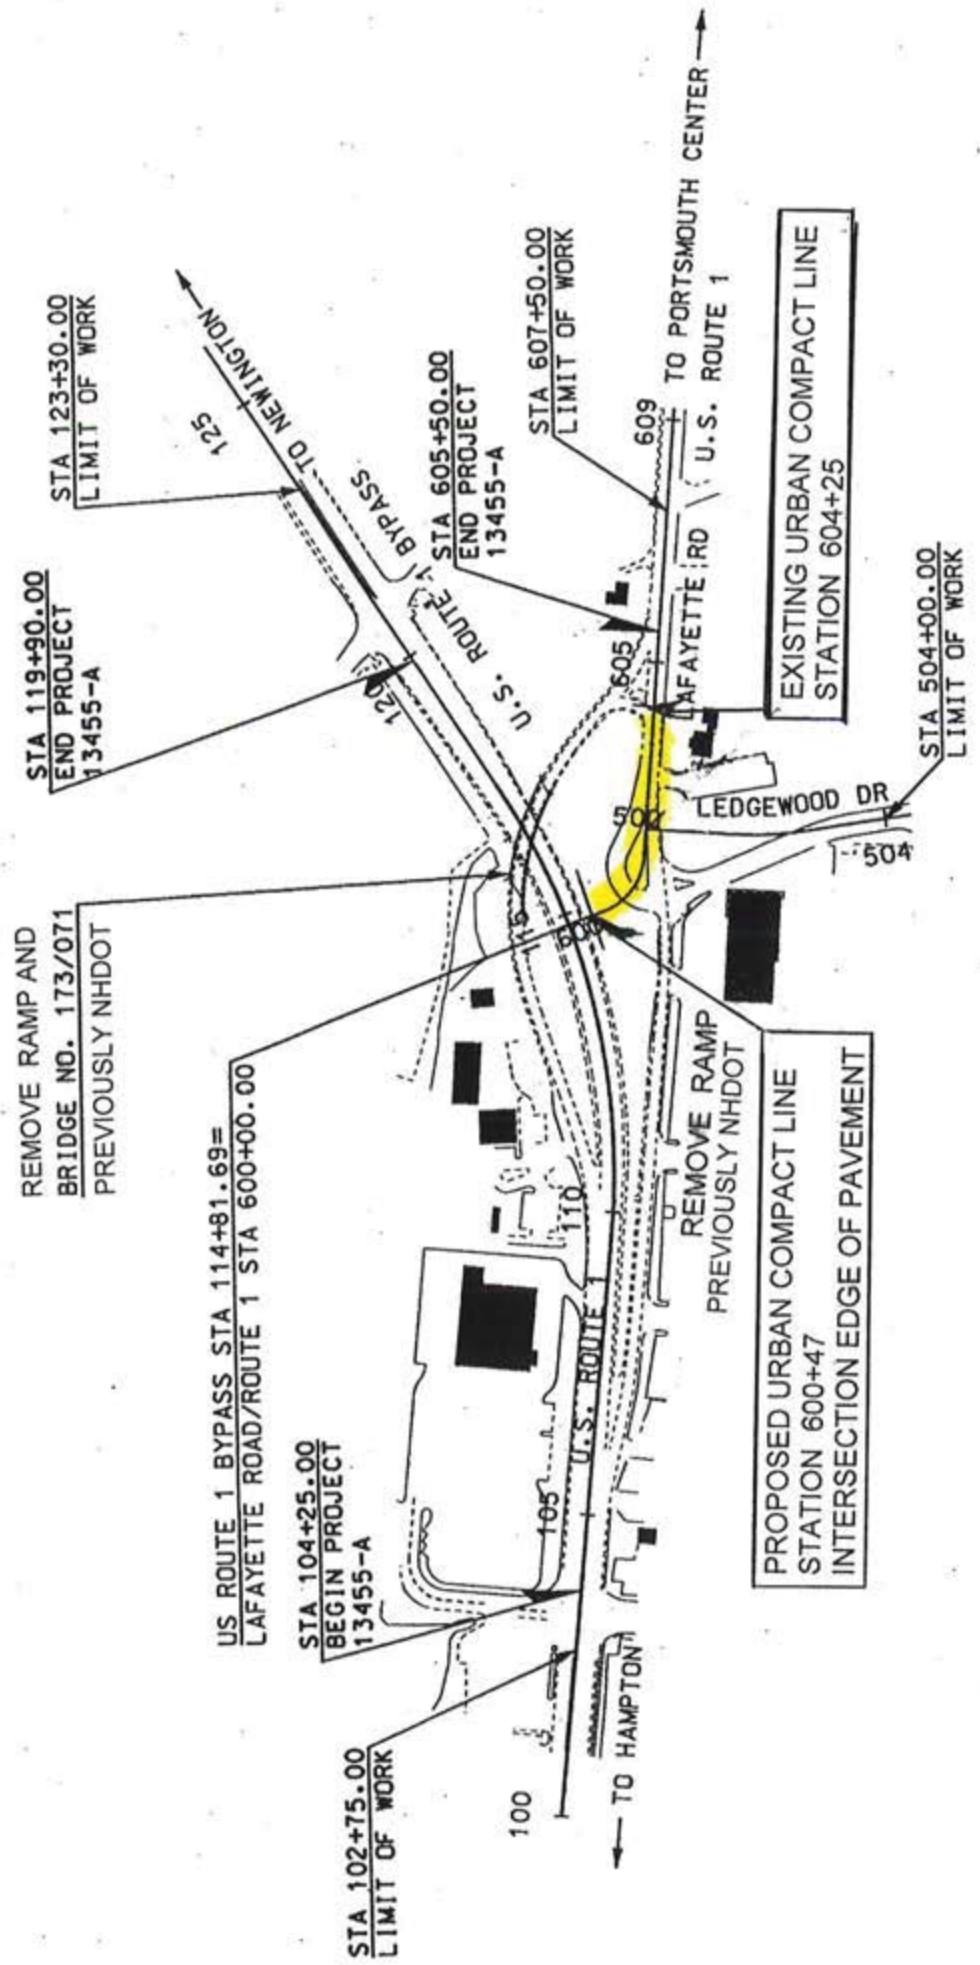 REMOVE RAMP AND
BRIDGE NO. 173/071
PREVIOUSLY NHDOT
STA 119+90.00
END PROJECT
13455-A
STA 123+30.00
LIMIT OF WORK
US ROUTE 1 BYPASS STA 114+81.69=
LAFAYETTE ROAD/ROUTE 1 STA 600+00.00
STA 104+25.00
BEGIN PROJECT
13455-A
STA 102+75.00
LIMIT OF WORK
TO NEWINGTON
125
120
115
110
105
100
U.S. ROUTE 1 BYPASS
STA 605+50.00
END PROJECT
13455-A
STA 607+50.00
LIMIT OF WORK
TO PORTSMOUTH CENTER
U.S. ROUTE 1
609
605
600
502
504
LAFAYETTE RD
LEDGEWOOD DR
U.S. ROUTE 1
TO HAMPTON
REMOVE RAMP
PREVIOUSLY NHDOT
EXISTING URBAN COMPACT LINE
STATION 604+25
STA 504+00.00
LIMIT OF WORK
PROPOSED URBAN COMPACT LINE
STATION 600+47
INTERSECTION EDGE OF PAVEMENT